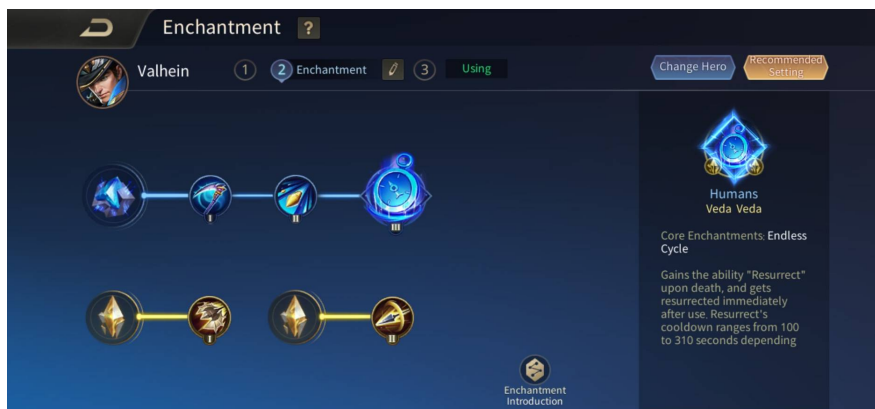 Enchantment ?
Valhein
1
2 Enchantment
3
Using
Change Hero
Recommended
Setting
I
II
III
I
II
Humans
Veda Veda
Core Enchantments: Endless
Cycle
Gains the ability "Resurrect"
upon death, and gets
resurrected immediately
after use. Resurrect's
cooldown ranges from 100
to 310 seconds depending
Enchantment
Introduction